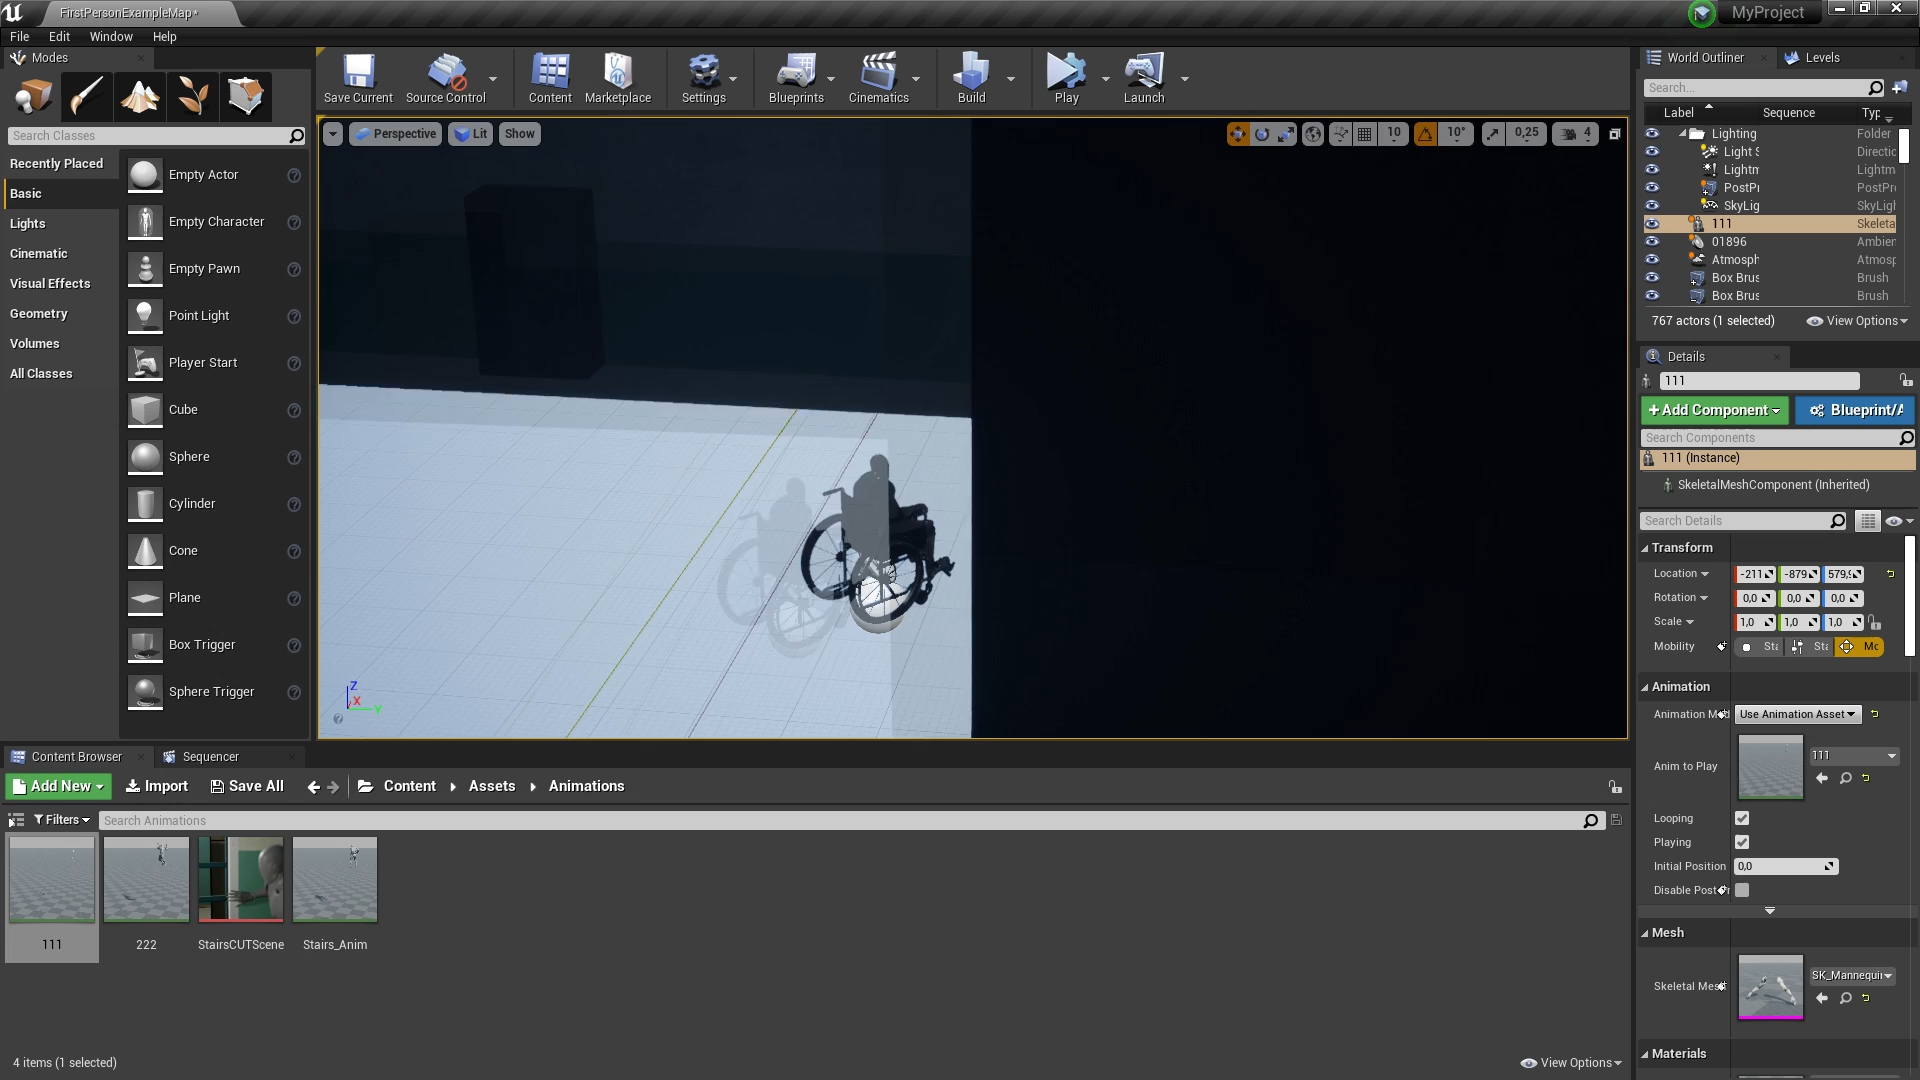 FirstPersonExampleMap*
MyProject
File
Edit
Window
Help
Modes
Search Classes
Recently Placed
Basic
Lights
Cinematic
Visual Effects
Geometry
Volumes
All Classes
Empty Actor
Empty Character
Empty Pawn
Point Light
Player Start
Cube
Sphere
Cylinder
Cone
Plane
Box Trigger
Sphere Trigger
Save Current
Source Control
Content
Marketplace
Settings
Blueprints
Cinematics
Build
Play
Launch
Perspective
Lit
Show
10
10°
0,25
4
Z
X
Y
World Outliner
Levels
Search...
Label
Sequence
Typ
Lighting
Folder
Light S
Directic
Lightm
Lightm
PostPr
PostPr
SkyLig
SkyLigh
111
Skeleta
01896
Ambien
Atmosph
Atmosp
Box Brus
Brush
Box Brus
Brush
767 actors (1 selected)
View Options
Details
111
+Add Component
Blueprint/A
Search Components
111 (Instance)
SkeletalMeshComponent (Inherited)
Search Details
Transform
Location
-211
-879
579,9
Rotation
0,0
0,0
0,0
Scale
1,0
1,0
1,0
Mobility
Sta
Sta
Mo
Animation
Animation Mod
Use Animation Asset
Anim to Play
111
Looping
Playing
Initial Position
0,0
Disable Post Pr
Mesh
Skeletal Mesh
SK_Mannequin
Materials
Content Browser
Sequencer
Add New
Import
Save All
Content
Assets
Animations
Filters
Search Animations
111
222
StairsCUTScene
Stairs_Anim
4 items (1 selected)
View Options